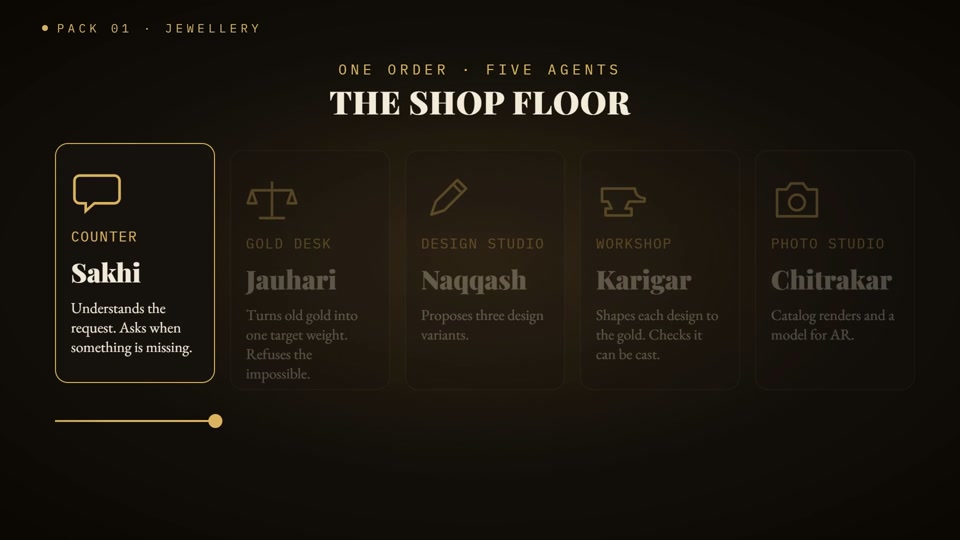 PACK 01 · JEWELLERY
ONE ORDER · FIVE AGENTS
THE SHOP FLOOR
COUNTER
Sakhi
Understands the
request. Asks when
something is missing.
GOLD DESK
Jauhari
Turns old gold into
one target weight.
Refuses the
impossible.
DESIGN STUDIO
Naqqash
Proposes three design
variants.
WORKSHOP
Karigar
Shapes each design to
the gold. Checks it
can be cast.
PHOTO STUDIO
Chitrakar
Catalog renders and a
model for AR.